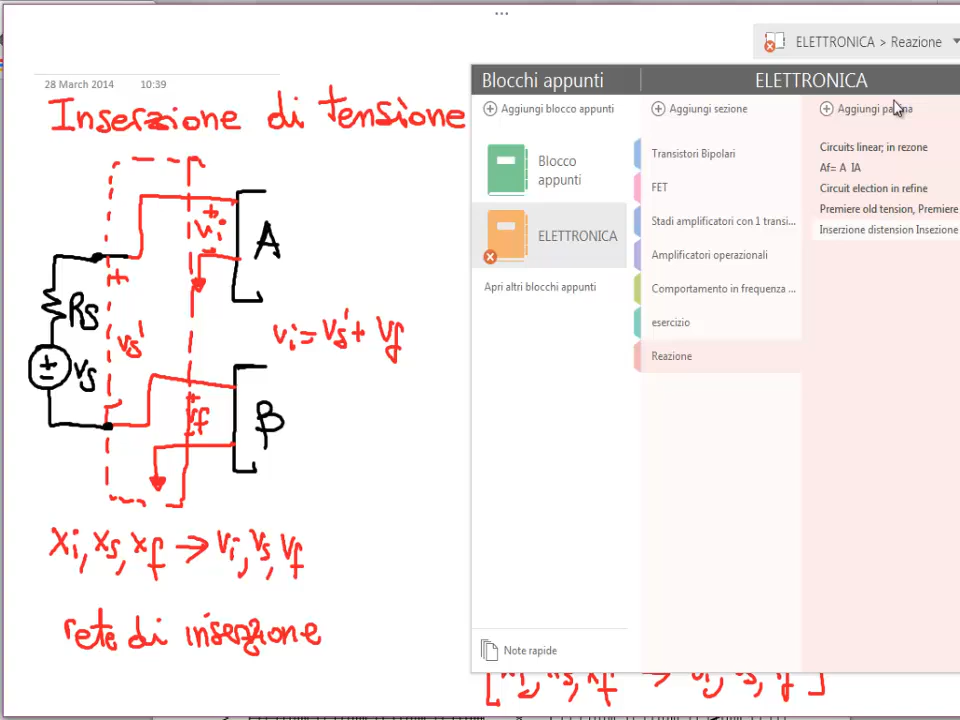 ELETTRONICA > Reazione
28 March 2014 10:39
Inserzione di tensione
Blocchi appunti
ELETTRONICA
Aggiungi blocco appunti
Aggiungi sezione
Aggiungi pagina
Blocco appunti
ELETTRONICA
Apri altri blocchi appunti
Transistori Bipolari
FET
Stadi amplificatori con 1 transi...
Amplificatori operazionali
Comportamento in frequenza ...
esercizio
Reazione
Circuits linear; in rezone
Af= A IA
Circuit election in refine
Premiere old tension, Premiere
Inserzione distension Insezione
+
vi
-
A
Rs
+
vs'
-
+
-
vs
vi = vs' + vf
+
vf
-
β
xi, xs, xf → vi, vs, vf
rete di inserzione
Note rapide